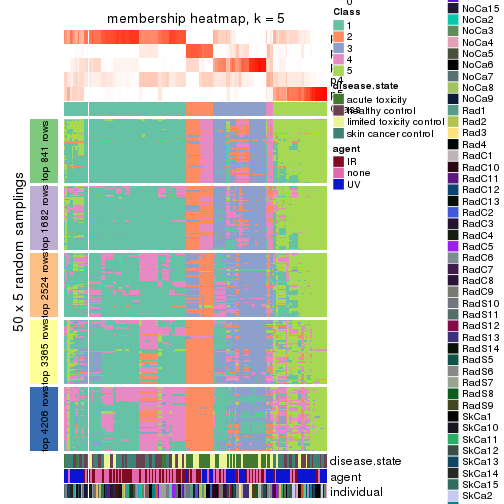 membership heatmap, k = 5
50 x 5 random samplings
top 841 rows
top 1682 rows
top 2524 rows
top 3365 rows
top 4206 rows
disease.state
agent
individual
0
Class
1
2
3
4
5
disease.state
acute toxicity
healthy control
limited toxicity control
skin cancer control
agent
IR
none
UV
NoCa15
NoCa2
NoCa3
NoCa4
NoCa5
NoCa6
NoCa7
NoCa8
NoCa9
Rad1
Rad2
Rad3
Rad4
RadC1
RadC10
RadC11
RadC12
RadC13
RadC2
RadC3
RadC4
RadC5
RadC6
RadC7
RadC8
RadC9
RadS10
RadS11
RadS12
RadS13
RadS14
RadS5
RadS6
RadS7
RadS8
RadS9
SkCa1
SkCa10
SkCa11
SkCa12
SkCa13
SkCa14
SkCa15
SkCa2